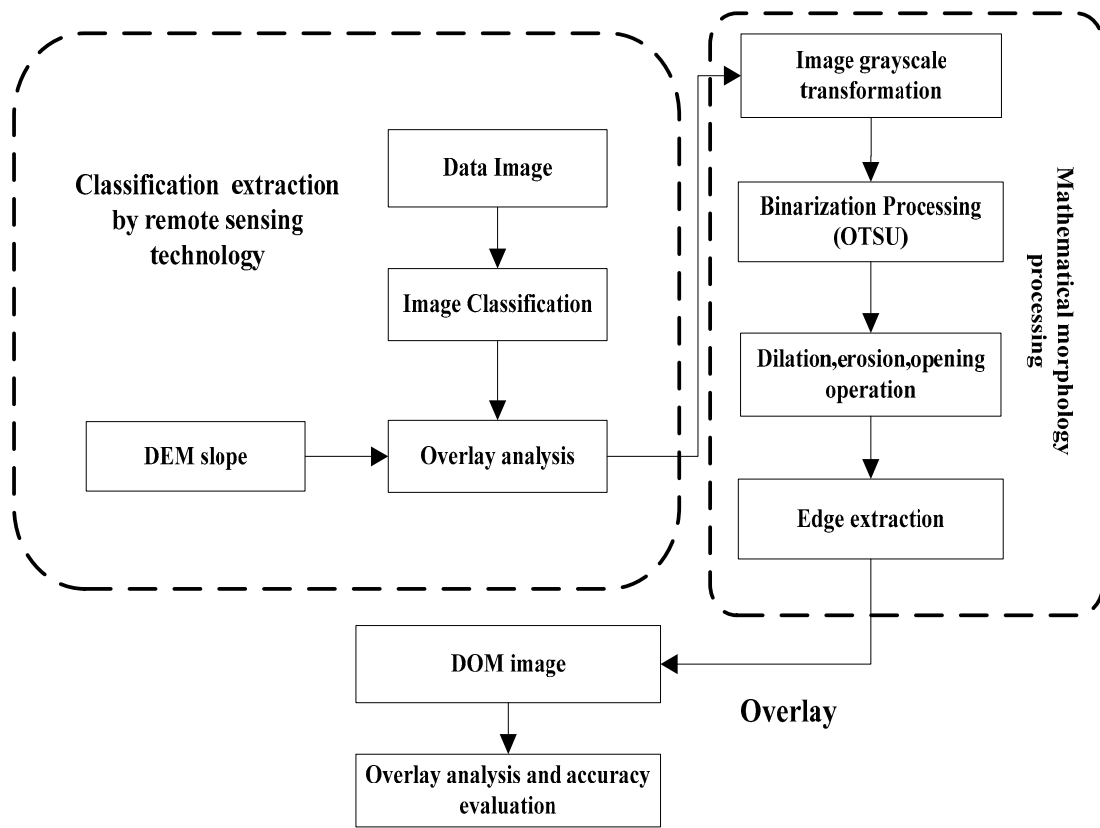 Classification extraction
by remote sensing
technology
Data Image
Image Classification
DEM slope
Overlay analysis
Image grayscale
transformation
Binarization Processing
(OTSU)
Dilation,erosion,opening
operation
Edge extraction
Mathematical morphology
processing
DOM image
Overlay
Overlay analysis and accuracy
evaluation